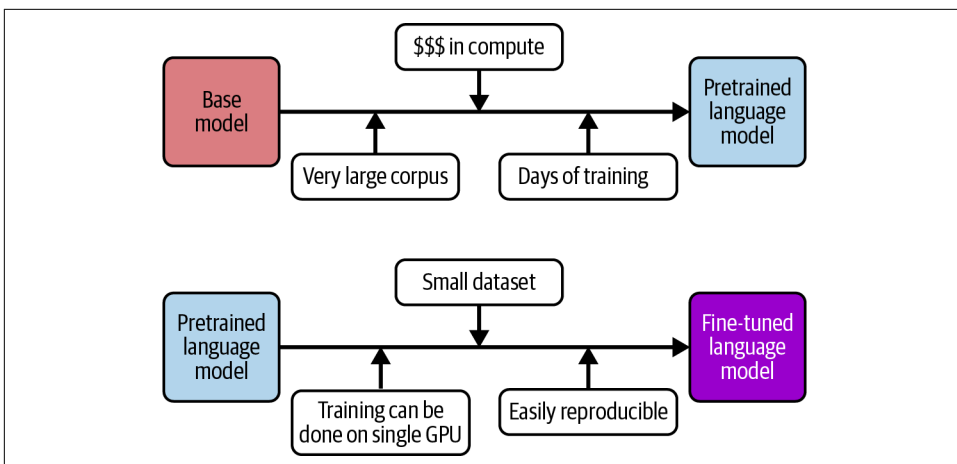 $$$ in compute
Base
model
Pretrained
language
model
Very large corpus
Days of training
Small dataset
Pretrained
language
model
Fine-tuned
language
model
Training can be
done on single GPU
Easily reproducible